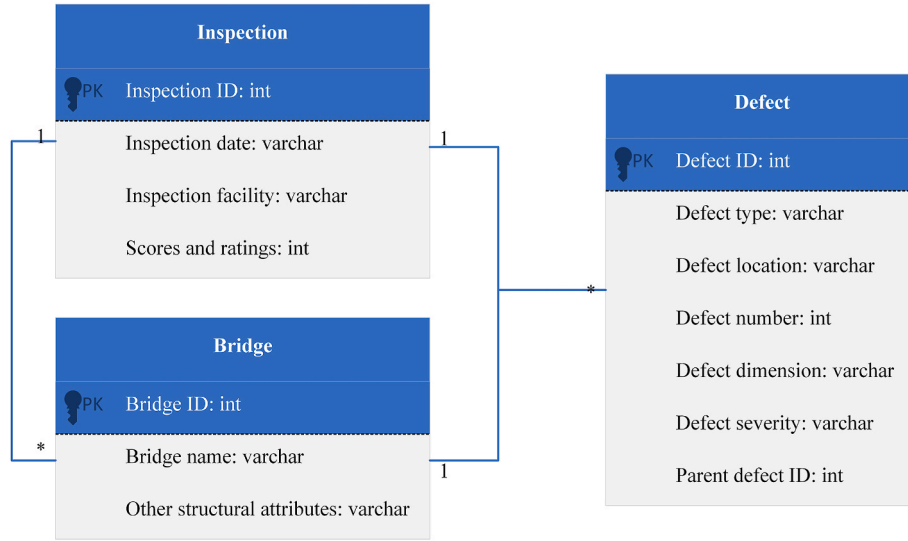 Inspection
PK Inspection ID: int
Inspection date: varchar
Inspection facility: varchar
Scores and ratings: int
1
1
Bridge
PK Bridge ID: int
Bridge name: varchar
Other structural attributes: varchar
*
1
Defect
PK Defect ID: int
Defect type: varchar
Defect location: varchar
Defect number: int
Defect dimension: varchar
Defect severity: varchar
Parent defect ID: int
*